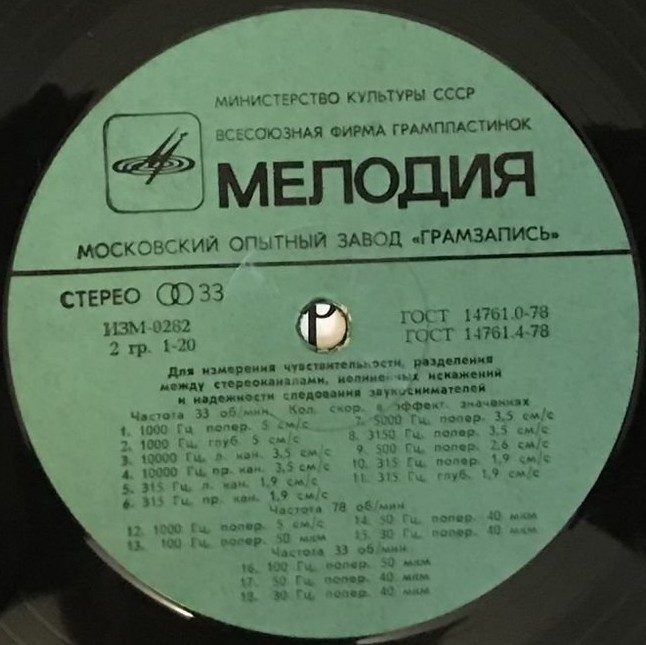 МИНИСТЕРСТВО КУЛЬТУРЫ СССР
ВСЕСОЮЗНАЯ ФИРМА ГРАМПЛАСТИНОК
МЕЛОДИЯ
МОСКОВСКИЙ ОПЫТНЫЙ ЗАВОД «ГРАМЗАПИСЬ»
СТЕРЕО 33
ИЗМ-0282
2 гр. 1-20
ГОСТ 14761.0-78
ГОСТ 14761.4-78
Для измерения чувствительности, разделения
между стереоканалами, нелинейных искажений
и надежности следования звукоснимателей
Частота 33 об/мин. Кол. скор. в эффект. значениях
1. 1000 Гц. попер. 5 см/с
2. 1000 Гц. глуб. 5 см/с
3. 10000 Гц. л. кан. 3,5 см/с
4. 10000 Гц. пр. кан. 3,5 см/с
5. 315 Гц. л. кан. 1,9 см/с
6. 315 Гц. пр. кан. 1,9 см/с
7. 5000 Гц. попер. 3,5 см/с
8. 3150 Гц. попер. 3,5 см/с
9. 500 Гц. попер. 2,6 см/с
10. 315 Гц. попер. 1,9 см/с
11. 315 Гц. глуб. 1,9 см/с
Частота 78 об/мин
12. 1000 Гц. попер. 5 см/с
13. 100 Гц. попер. 50 мкм
14. 50 Гц. попер. 40 мкм
15. 30 Гц. попер. 40 мкм
Частота 33 об/мин
16. 100 Гц. попер. 50 мкм
17. 50 Гц. попер. 40 мкм
18. 30 Гц. попер. 40 мкм